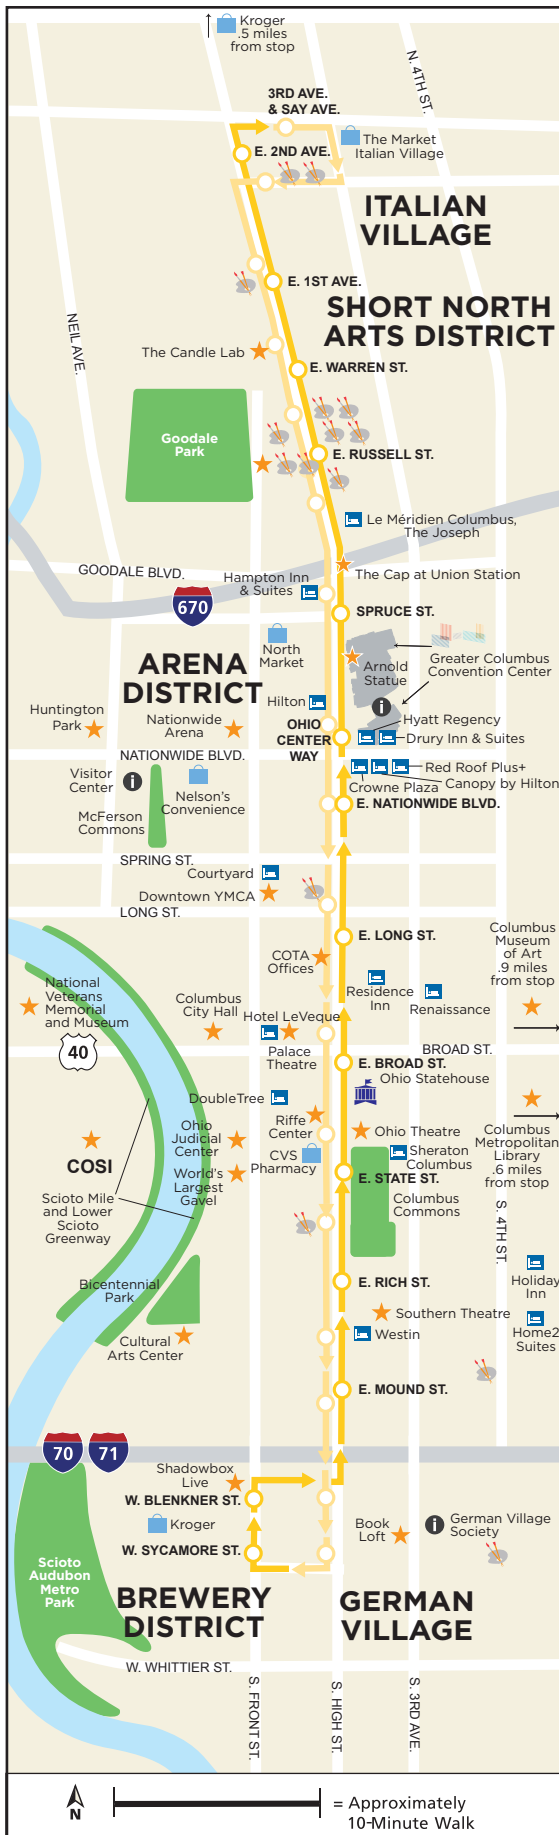 Kroger
.5 miles
from stop
N. 4TH ST.
3RD AVE.
& SAY AVE.
The Market
Italian Village
E. 2ND AVE.
ITALIAN
VILLAGE
E. 1ST AVE.
SHORT NORTH
ARTS DISTRICT
NEIL AVE.
The Candle Lab
E. WARREN ST.
Goodale
Park
E. RUSSELL ST.
Le Méridien Columbus,
The Joseph
GOODALE BLVD.
The Cap at Union Station
Hampton Inn
& Suites
670
SPRUCE ST.
North
Market
ARENA
DISTRICT
Arnold
Statue
Greater Columbus
Convention Center
Hilton
Huntington
Park
Nationwide
Arena
OHIO
CENTER
WAY
Hyatt Regency
Drury Inn & Suites
NATIONWIDE BLVD.
Red Roof Plus+
Canopy by Hilton
Crowne Plaza
Visitor
Center
Nelson's
Convenience
McFerson
Commons
E. NATIONWIDE BLVD.
SPRING ST.
Courtyard
Downtown YMCA
LONG ST.
E. LONG ST.
Columbus
Museum
of Art
.9 miles
from stop
COTA
Offices
Residence
Inn
Renaissance
National
Veterans
Memorial
and Museum
Columbus
City Hall
Hotel LeVeque
Palace
Theatre
40
BROAD ST.
E. BROAD ST.
Ohio Statehouse
DoubleTree
Riffe
Center
Ohio Theatre
Columbus
Metropolitan
Library
.6 miles
from stop
Ohio
Judicial
Center
CVS
Pharmacy
Sheraton
Columbus
COSI
World's
Largest
Gavel
E. STATE ST.
Columbus
Commons
Scioto Mile
and Lower
Scioto
Greenway
S. 4TH ST.
Bicentennial
Park
E. RICH ST.
Holiday
Inn
Southern Theatre
Westin
Home2
Suites
Cultural
Arts Center
E. MOUND ST.
70
71
Shadowbox
Live
W. BLENKNER ST.
Kroger
Book
Loft
German Village
Society
W. SYCAMORE ST.
Scioto
Audubon
Metro
Park
BREWERY
DISTRICT
GERMAN
VILLAGE
W. WHITTIER ST.
S. FRONT ST.
S. HIGH ST.
S. 3RD AVE.
N
= Approximately
10-Minute Walk